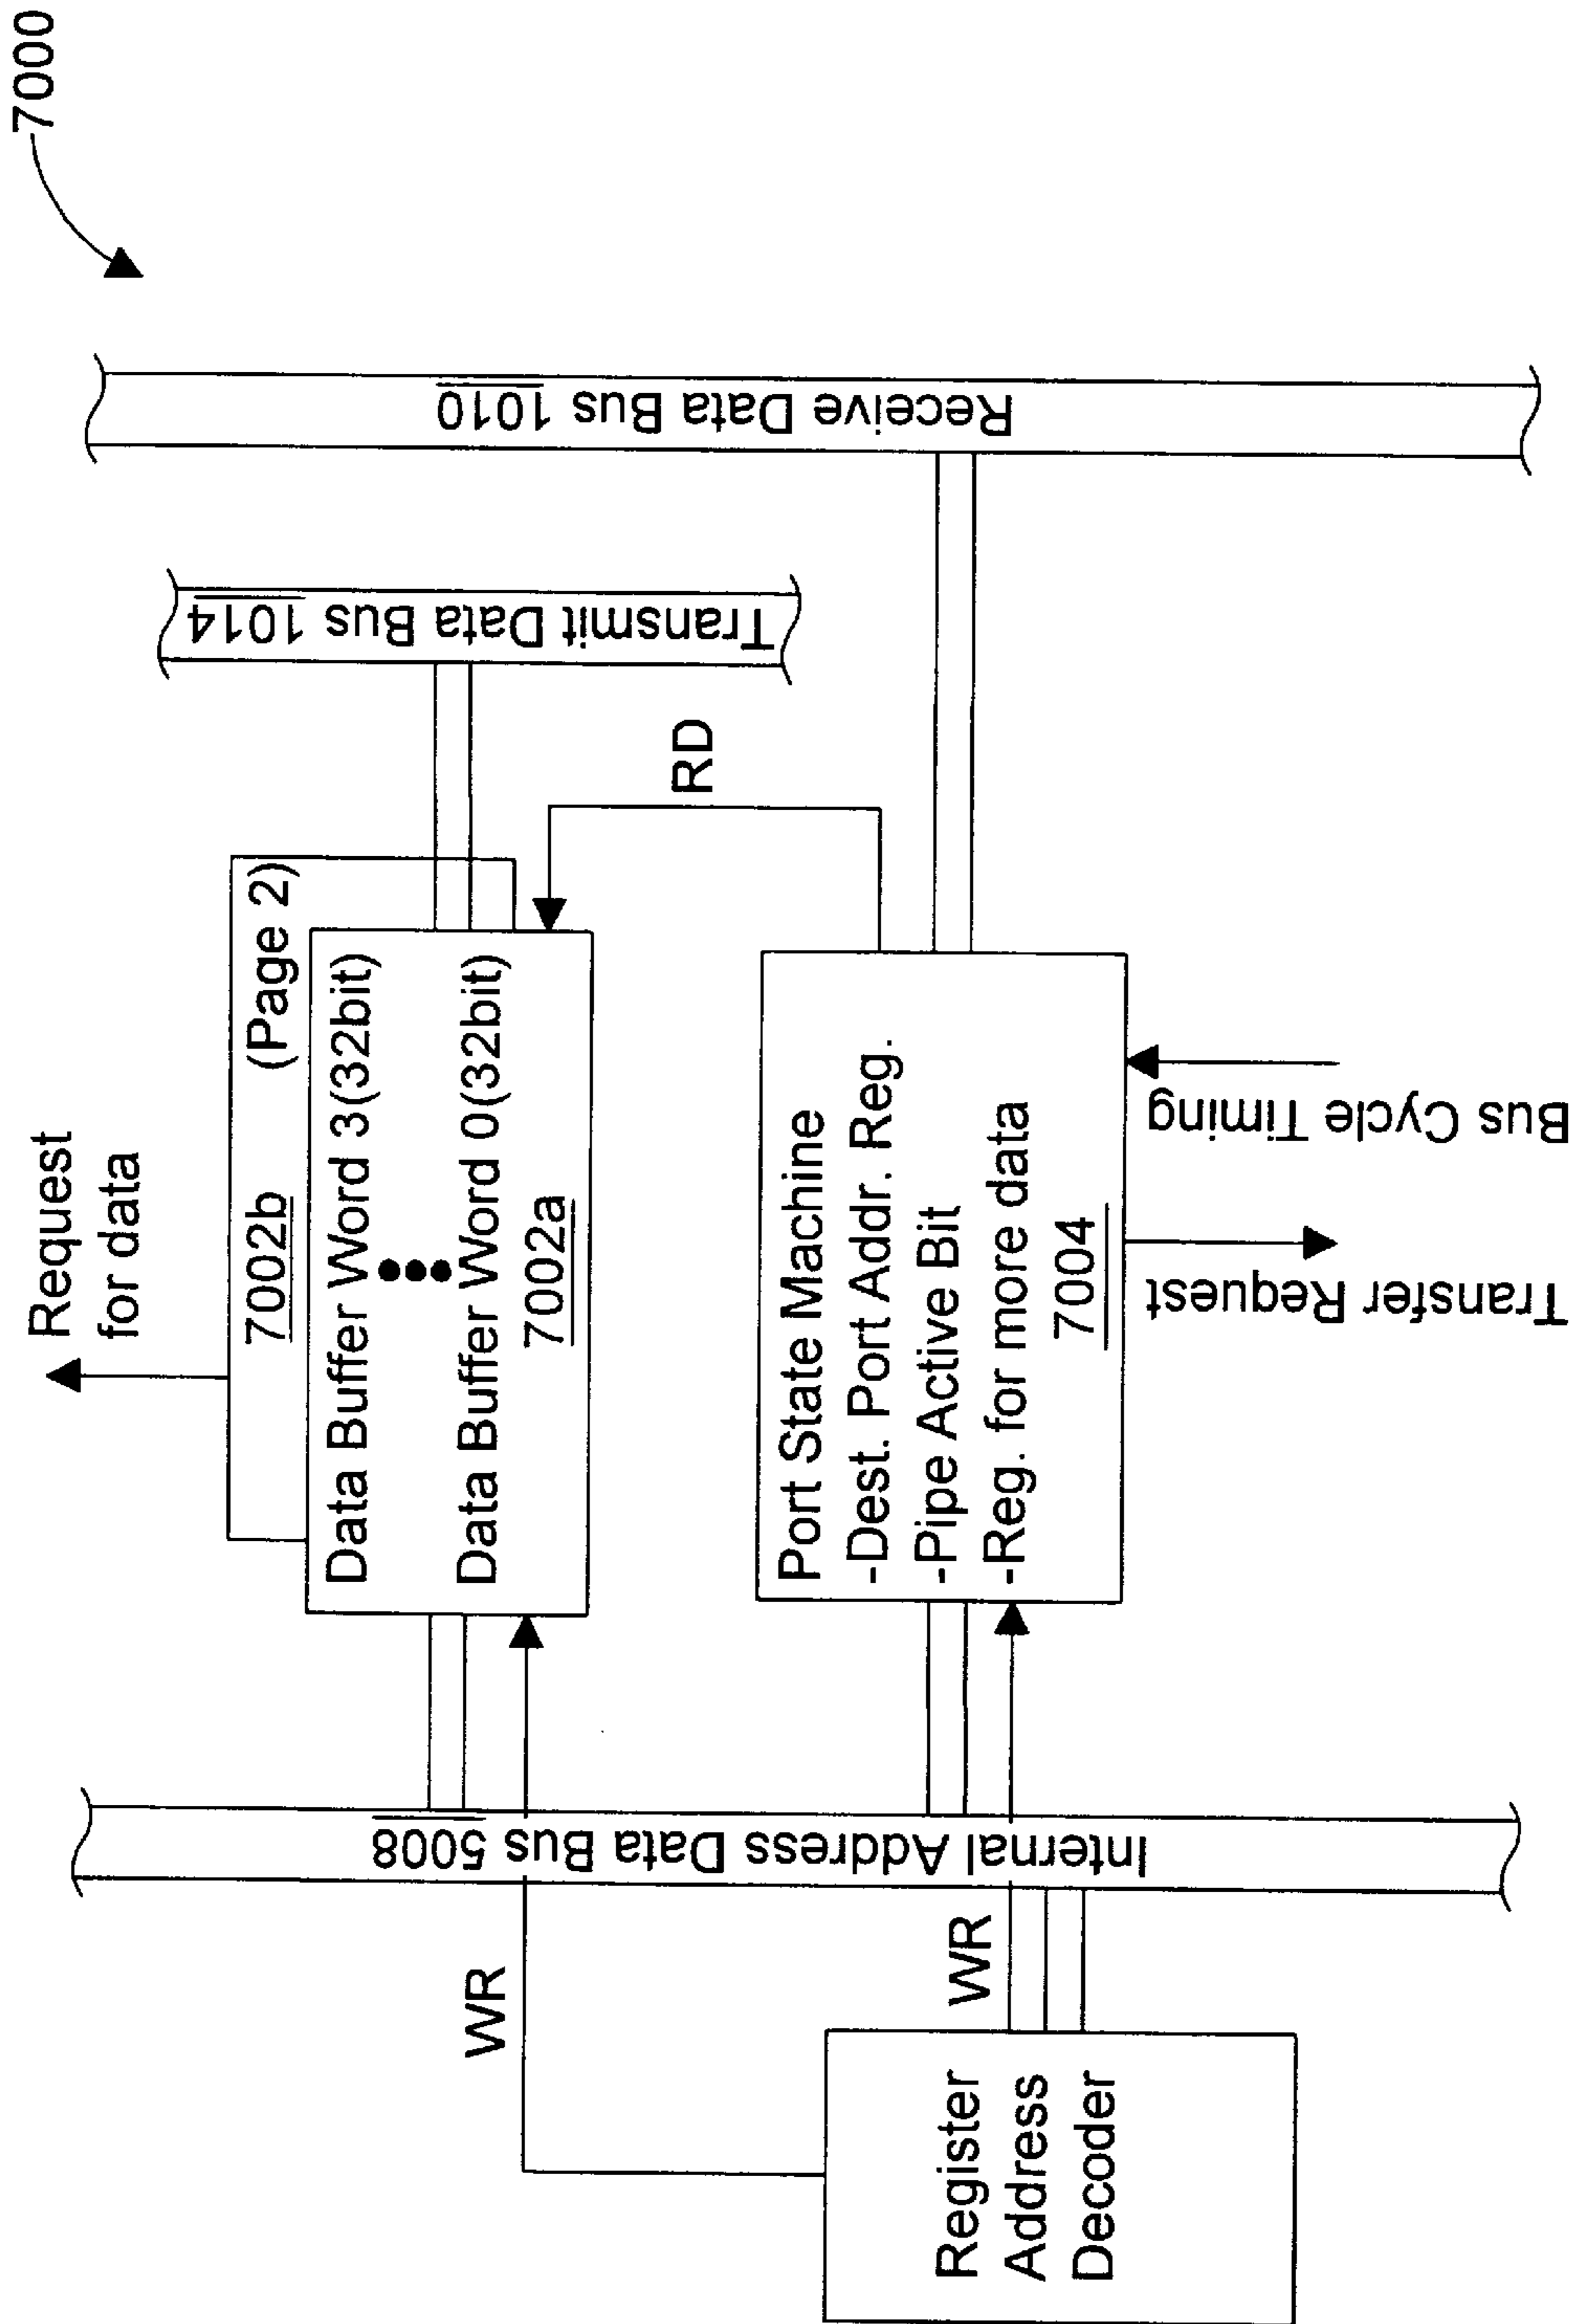 7000
Request
for data
7002b
(Page 2)
Data Buffer Word 3(32bit)
Data Buffer Word 0(32bit)
7002a
Transmit Data Bus 1014
Receive Data Bus 1010
RD
Port State Machine
-Dest. Port Addr. Reg.
-Pipe Active Bit
-Reg. for more data
7004
Transfer Request
Bus Cycle Timing
Internal Address Data Bus 5008
WR
WR
Register
Address
Decoder